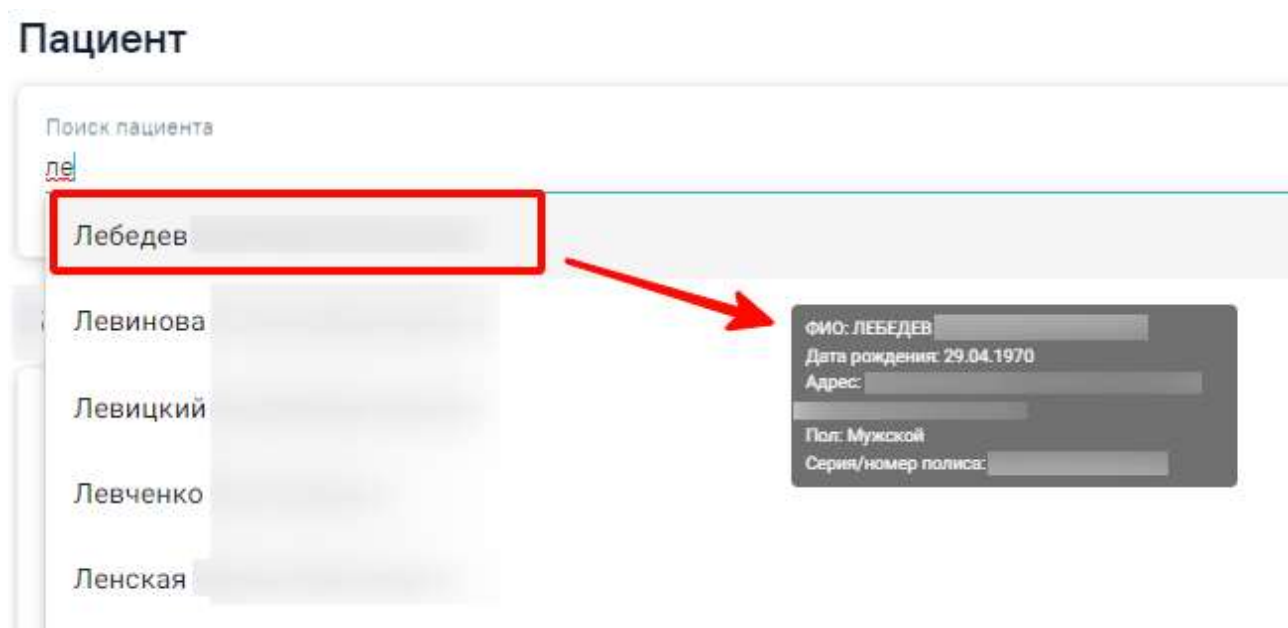 Пациент
Поиск пациента
ле
Лебедев
Левинова
Левицкий
Левченко
Ленская
ФИО: ЛЕБЕДЕВ
Дата рождения: 29.04.1970
Адрес:
Пол: Мужской
Серия/номер полиса: